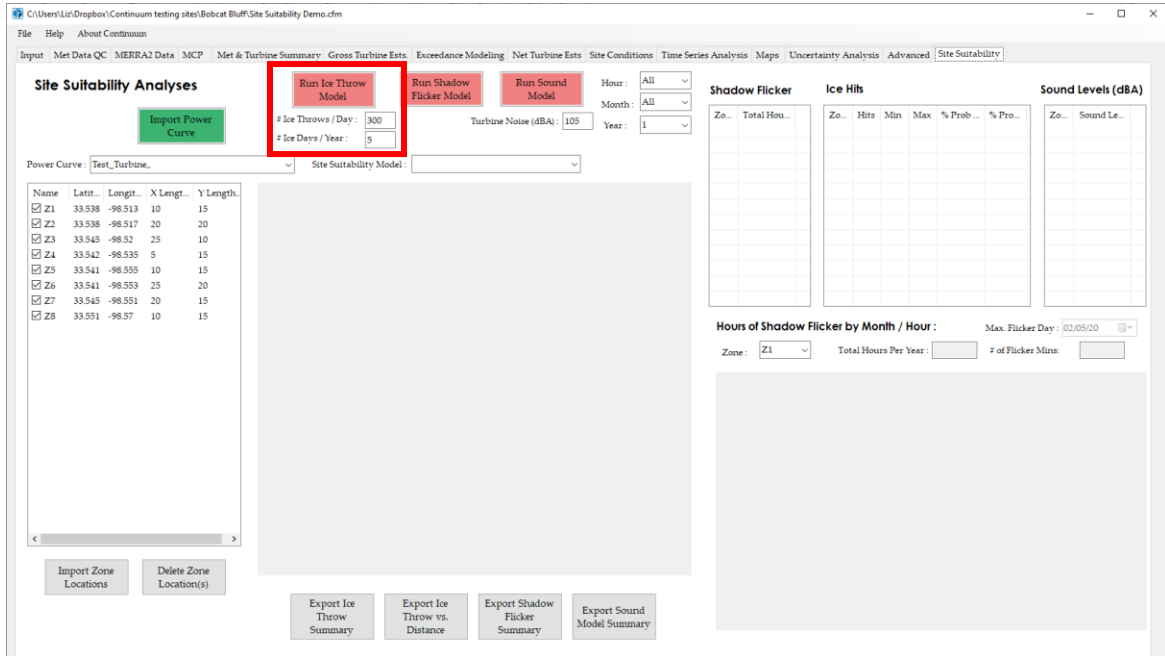 C:\Users\Liz\Dropbox\Continuum testing sites\Bobcat Bluff\Site Suitability Demo.cfm
File Help About Continuum
Input Met Data QC MERRA2 Data MCP Met & Turbine Summary Gross Turbine Ests. Exceedance Modeling Net Turbine Ests Site Conditions Time Series Analysis Maps Uncertainty Analysis Advanced Site Suitability
Site Suitability Analyses
Import Power
Curve
Run Ice Throw
Model
# Ice Throws / Day : 300
# Ice Days / Year : 5
Run Shadow
Flicker Model
Run Sound
Model
Turbine Noise (dBA) : 105
Hour : All
Month : All
Year : 1
Power Curve : Test_Turbine,,
Site Suitability Model :
Name Latit... Longit... X Lengt... Y Length..
Z1 33.538 -98.513 10 15
Z2 33.538 -98.517 20 20
Z3 33.545 -98.52 25 10
Z4 33.542 -98.535 5 15
Z5 33.541 -98.555 10 15
Z6 33.541 -98.553 25 20
Z7 33.545 -98.551 20 15
Z8 33.551 -98.57 10 15
Import Zone
Locations
Delete Zone
Location(s)
Export Ice
Throw
Summary
Export Ice
Throw vs.
Distance
Export Shadow
Flicker
Summary
Export Sound
Model Summary
Shadow Flicker
Zo... Total Hou...
Ice Hits
Zo... Hits Min Max % Prob ... % Pro...
Sound Levels (dBA)
Zo... Sound Le...
Hours of Shadow Flicker by Month / Hour :
Max. Flicker Day : 02/05/20
Zone : Z1
Total Hours Per Year :
# of Flicker Mins: